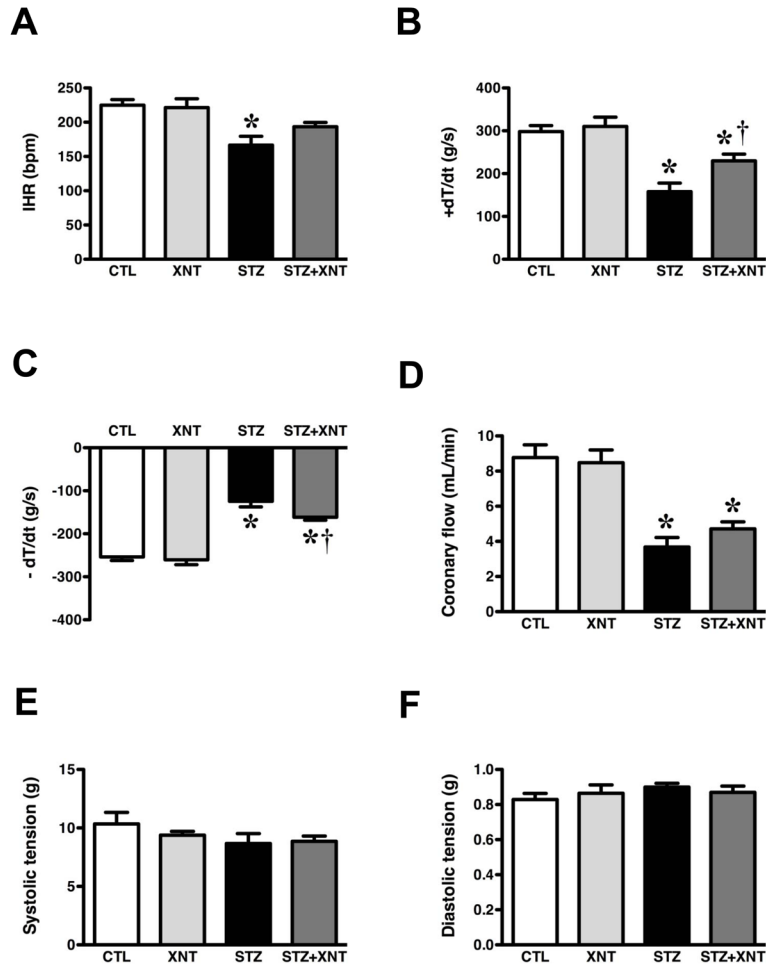 A
IHR (bpm)
250
200
150
100
50
0
*
CTL XNT STZ STZ+XNT
B
+dT/dt (g/s)
400
300
200
100
0
*
*†
CTL XNT STZ STZ+XNT
C
CTL XNT STZ STZ+XNT
- dT/dt (g/s)
0
-100
-200
-300
-400
*
*†
D
Coronary flow (mL/min)
10
8
6
4
2
0
*
*
CTL XNT STZ STZ+XNT
E
Systolic tension (g)
15
10
5
0
CTL XNT STZ STZ+XNT
F
Diastolic tension (g)
1.0
0.8
0.6
0.4
0.2
0.0
CTL XNT STZ STZ+XNT